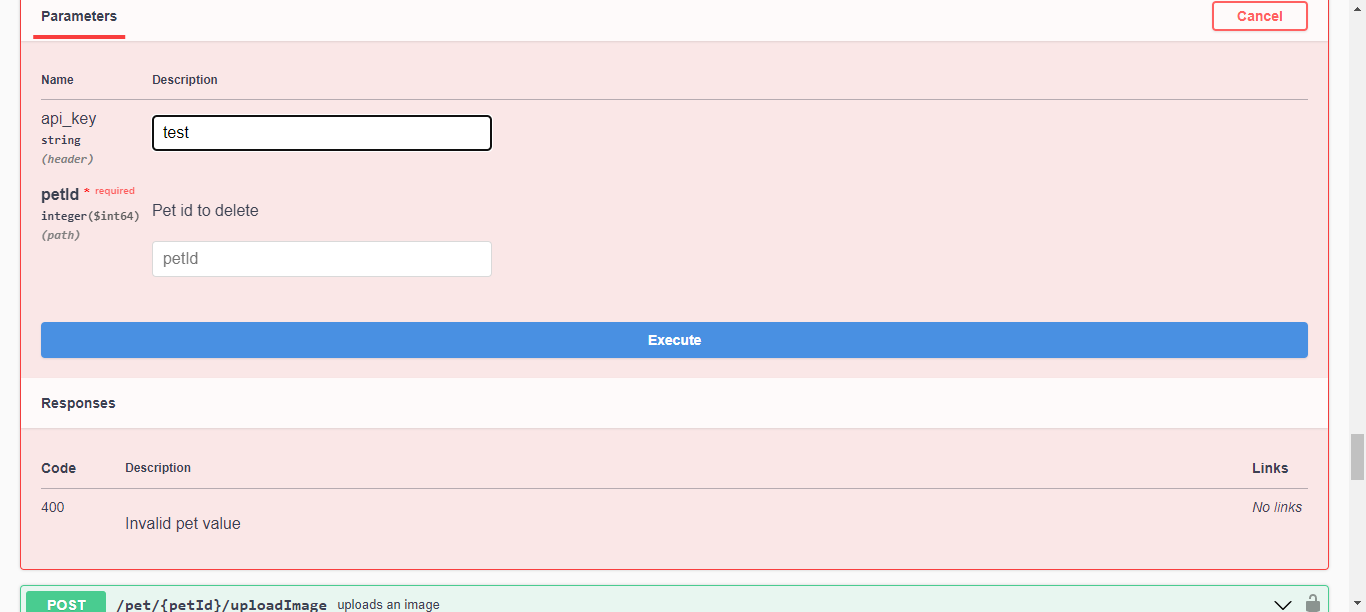 Parameters
Cancel
Name Description
api_key
string
(header)
test
petId * required
integer($int64)
(path)
Pet id to delete
petId
Execute
Responses
Code Description Links
400 No links
Invalid pet value
POST /pet/{petId}/uploadImage uploads an image